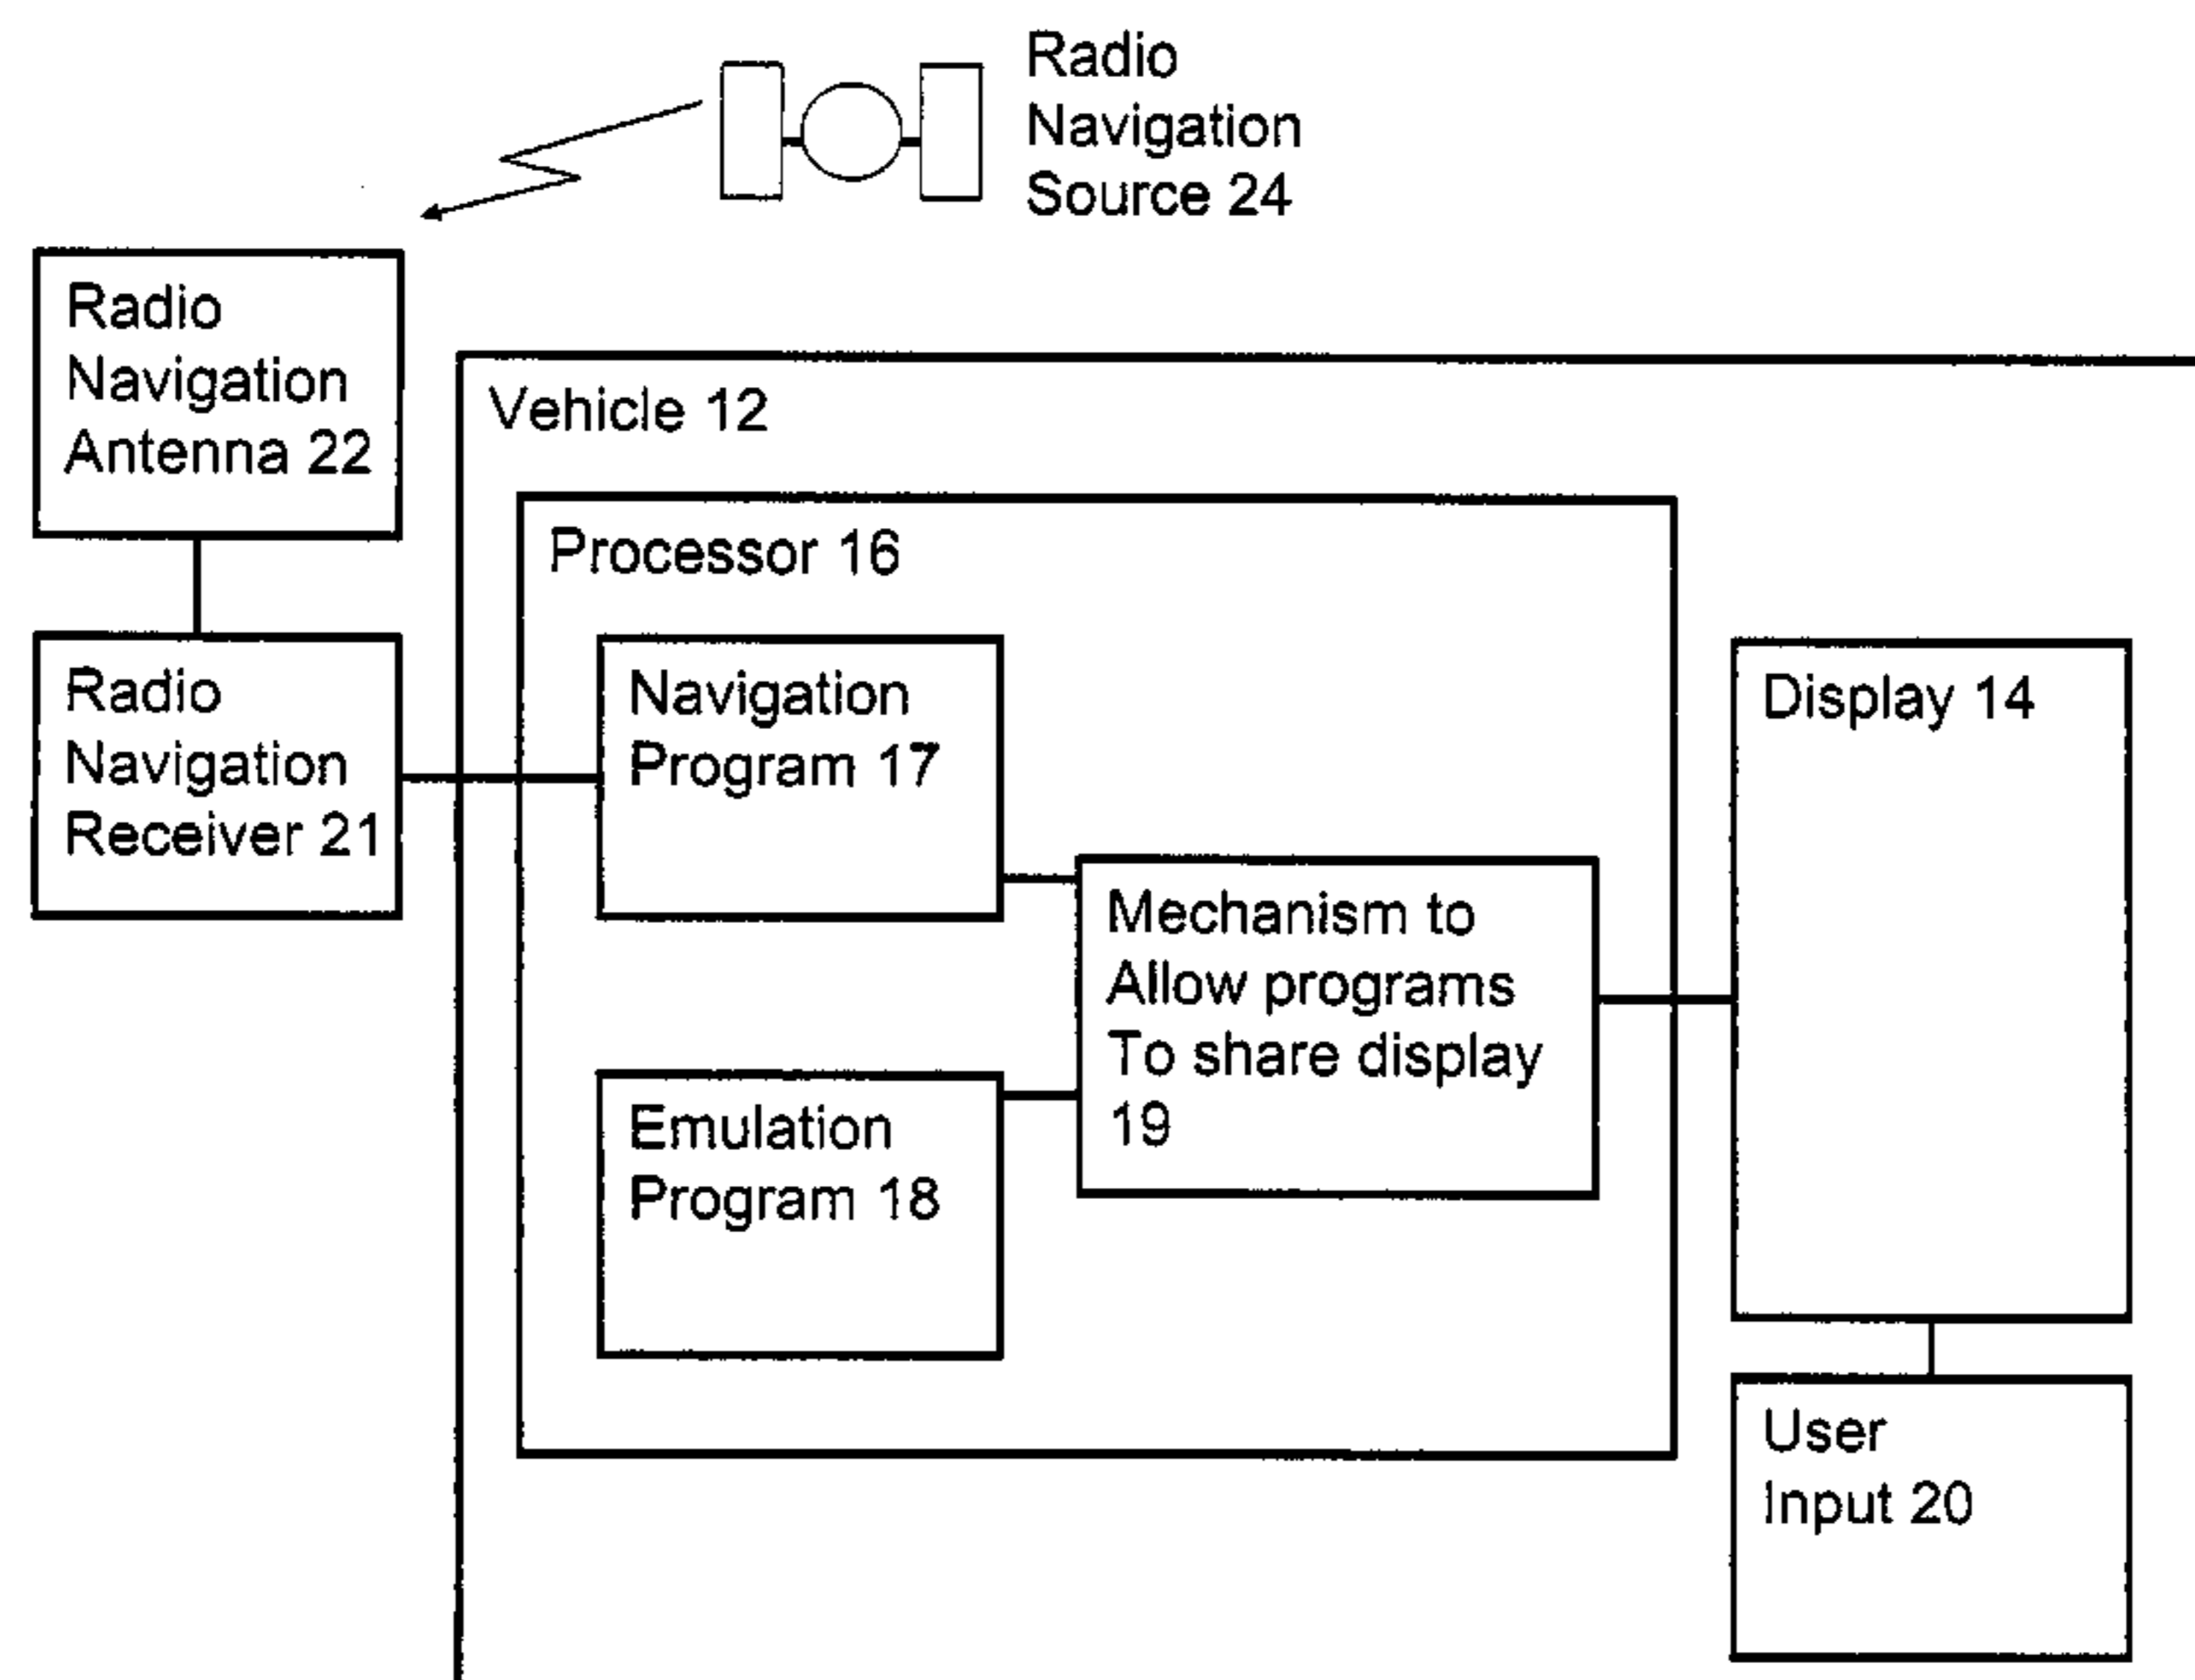 Radio
Navigation
Source 24
Radio
Navigation
Antenna 22
Vehicle 12
Processor 16
Radio
Navigation
Receiver 21
Navigation
Program 17
Display 14
Mechanism to
Allow programs
To share display
19
Emulation
Program 18
User
Input 20